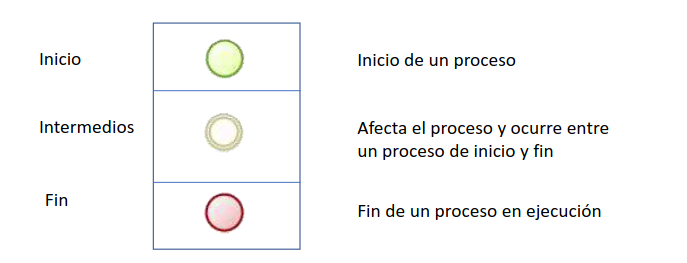 Inicio
Inicio de un proceso
Intermedios
Afecta el proceso y ocurre entre
un proceso de inicio y fin
Fin
Fin de un proceso en ejecución